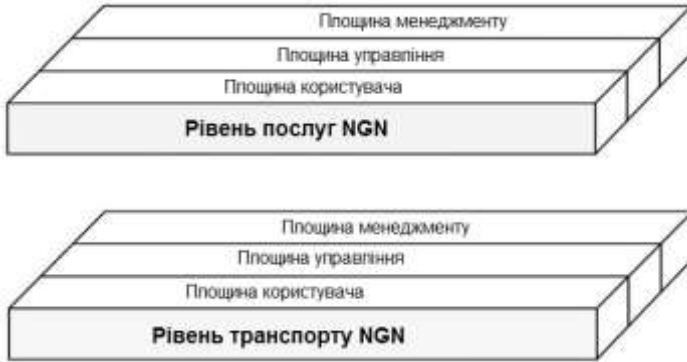 Площина менеджменту
Площина управління
Площина користувача
Рівень послуг NGN
Площина менеджменту
Площина управління
Площина користувача
Рівень транспорту NGN